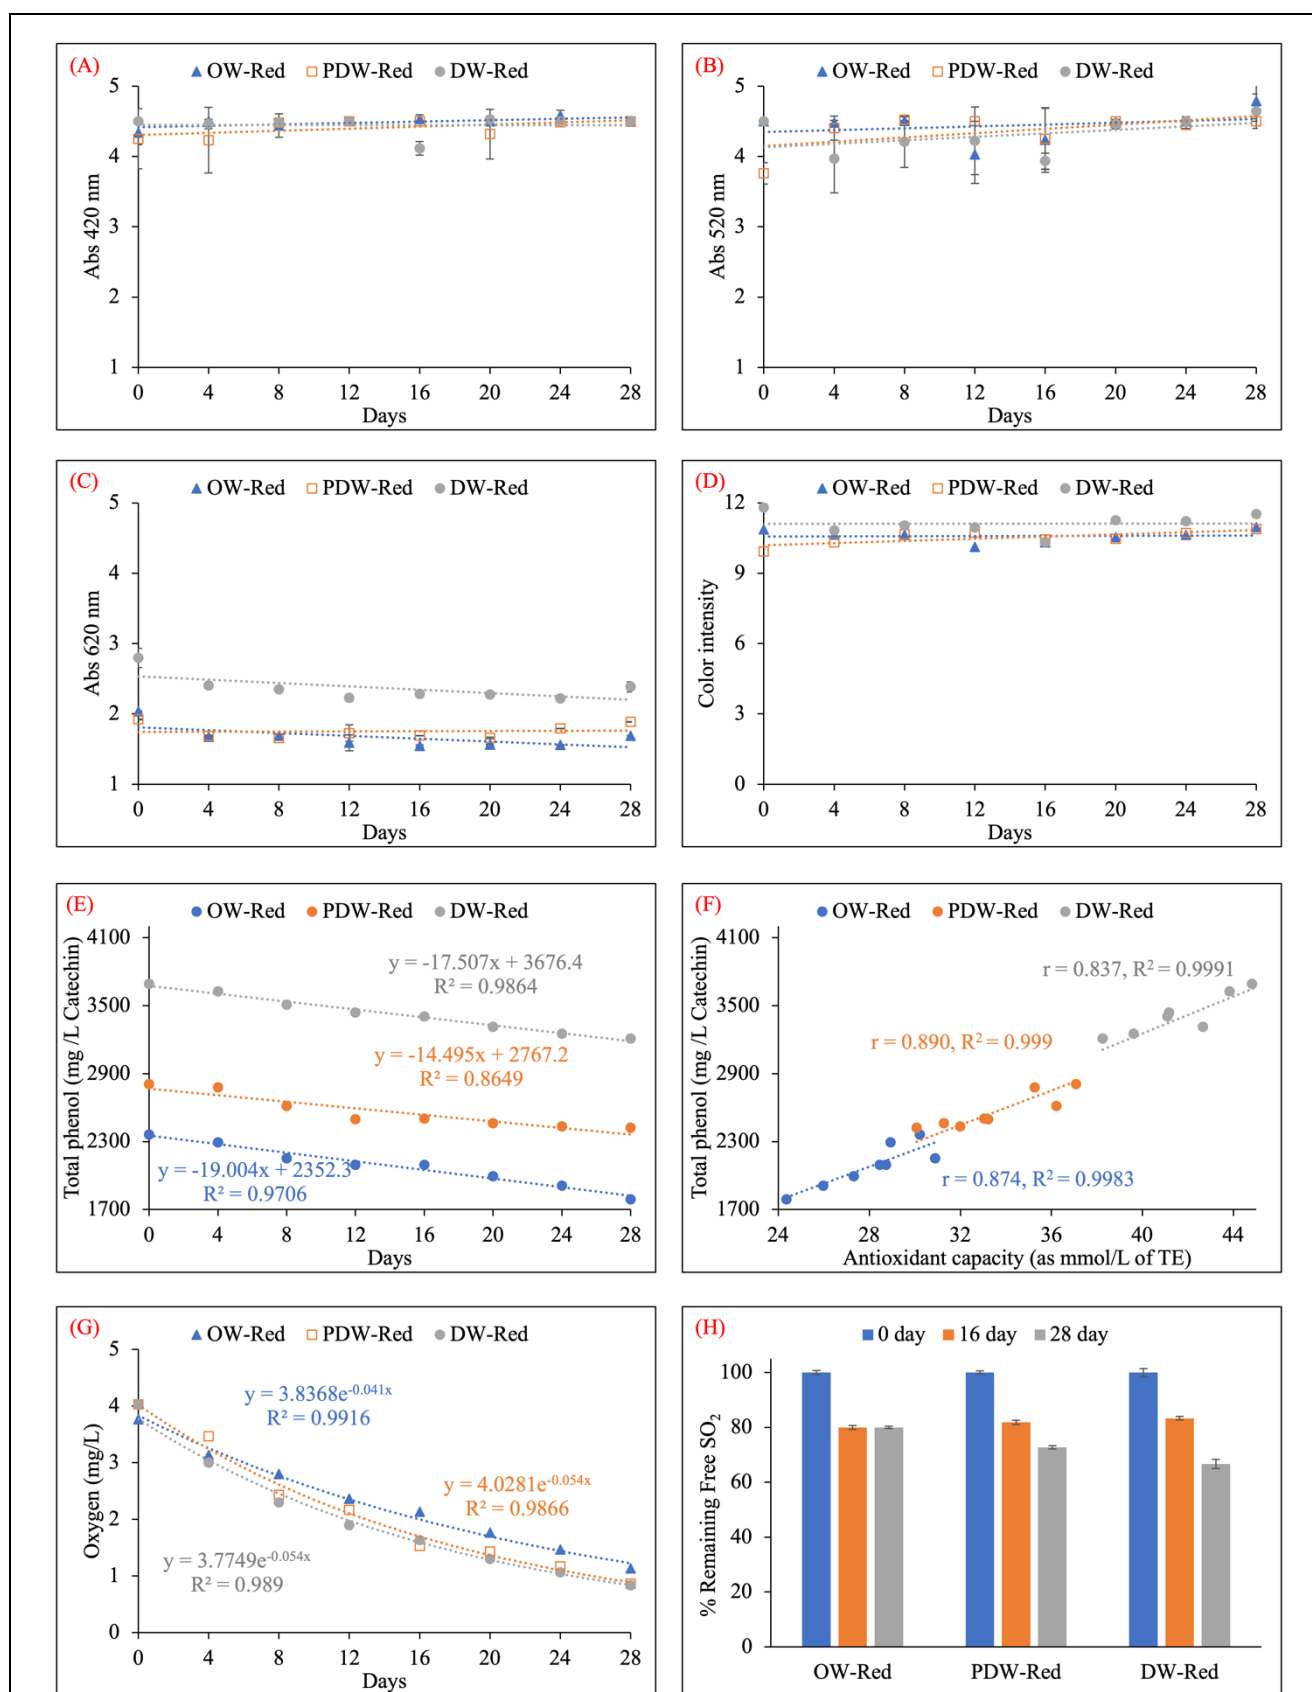 (A)
OW-Red PDW-Red DW-Red
5
4
3
2
1
Abs 420 nm
0 4 8 12 16 20 24 28
Days
(B)
OW-Red PDW-Red DW-Red
5
4
3
2
1
Abs 520 nm
0 4 8 12 16 20 24 28
Days
(C)
OW-Red PDW-Red DW-Red
5
4
3
2
1
Abs 620 nm
0 4 8 12 16 20 24 28
Days
(D)
OW-Red PDW-Red DW-Red
12
9
6
3
0
Color intensity
0 4 8 12 16 20 24 28
Days
(E)
OW-Red PDW-Red DW-Red
4100
3500
2900
2300
1700
Total phenol (mg /L Catechin)
y = -17.507x + 3676.4
R² = 0.9864
y = -14.495x + 2767.2
R² = 0.8649
y = -19.004x + 2352.3
R² = 0.9706
0 4 8 12 16 20 24 28
Days
(F)
OW-Red PDW-Red DW-Red
4100
3500
2900
2300
1700
Total phenol (mg /L Catechin)
r = 0.837, R² = 0.9991
r = 0.890, R² = 0.999
r = 0.874, R² = 0.9983
24 28 32 36 40 44
Antioxidant capacity (as mmol/L of TE)
(G)
OW-Red PDW-Red DW-Red
5
4
3
2
1
0
Oxygen (mg/L)
y = 3.8368e^-0.041x
R² = 0.9916
y = 4.0281e^-0.054x
R² = 0.9866
y = 3.7749e^-0.054x
R² = 0.989
0 4 8 12 16 20 24 28
Days
(H)
0 day 16 day 28 day
100
80
60
40
20
0
% Remaining Free SO₂
OW-Red PDW-Red DW-Red